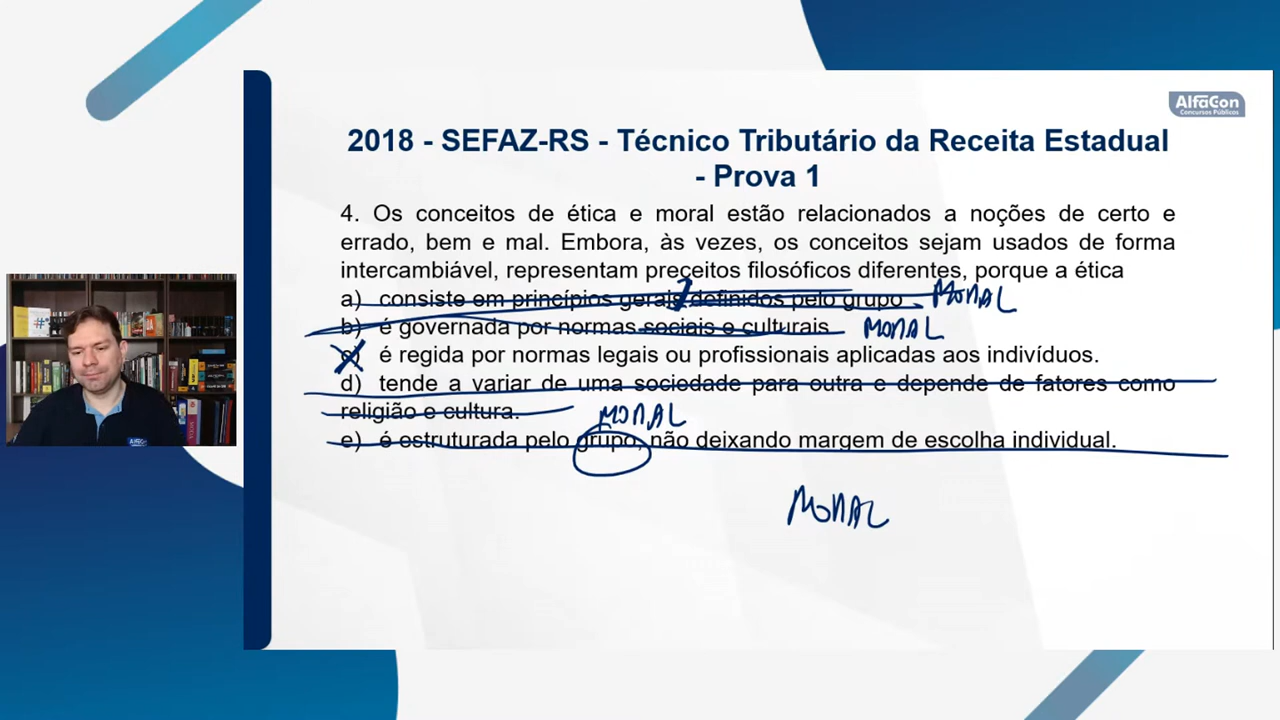 AlfaCon
Concursos Públicos
2018 - SEFAZ-RS - Técnico Tributário da Receita Estadual
- Prova 1
4. Os conceitos de ética e moral estão relacionados a noções de certo e
errado, bem e mal. Embora, às vezes, os conceitos sejam usados de forma
intercambiável, representam preceitos filosóficos diferentes, porque a ética
a) consiste em princípios gerais definidos pelo grupo MORAL
b) é governada por normas sociais e culturais. MORAL
c) é regida por normas legais ou profissionais aplicadas aos indivíduos.
d) tende a variar de uma sociedade para outra e depende de fatores como
religião e cultura. MORAL
e) é estruturada pelo grupo, não deixando margem de escolha individual.
MORAL